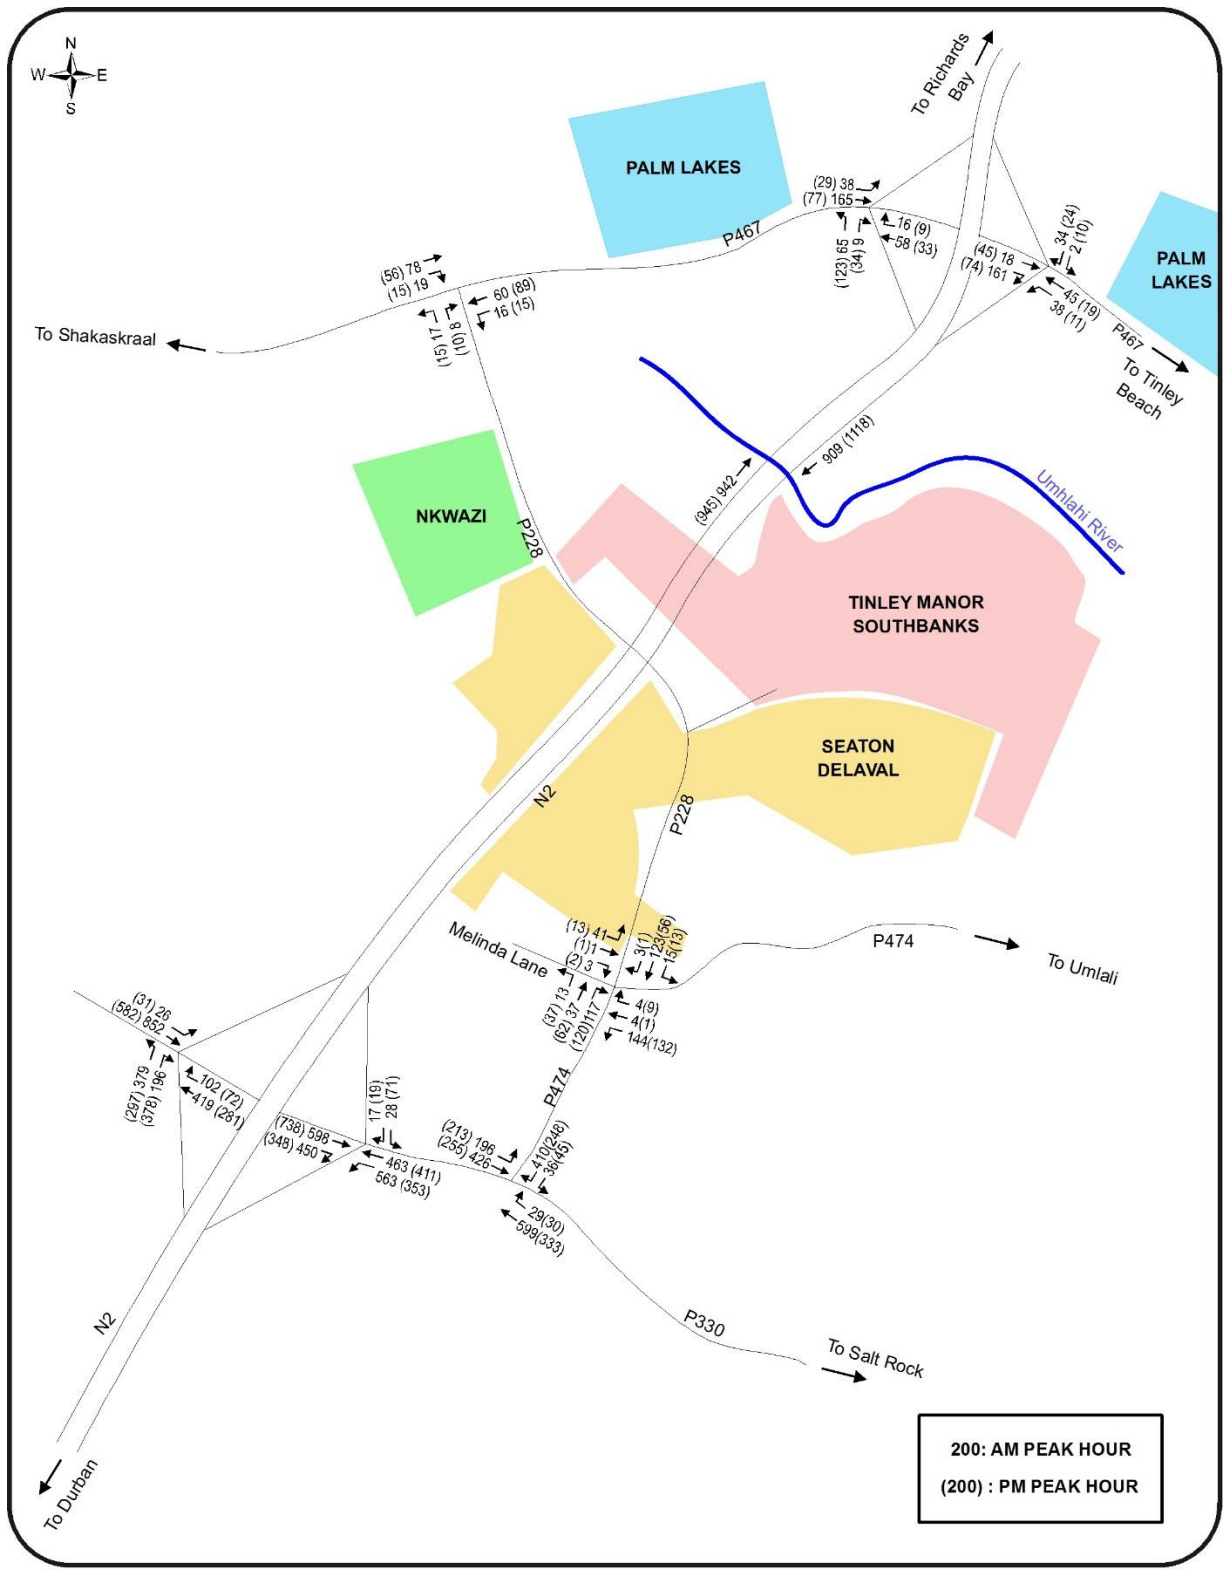 N
W E
S
To Richards
Bay
PALM LAKES
(29) 38
(77) 165
P467
16 (9)
58 (33)
(123) 65
(34) 9
34 (24)
2 (10)
(45) 18
(74) 161
45 (19)
38 (11)
PALM
LAKES
P467
To Tinley
Beach
(56) 78
(15) 19
60 (89)
16 (15)
(15) 17
(10) 8
To Shakaskraal
909 (1118)
(945) 942
Umhlahi River
NKWAZI
P228
TINLEY MANOR
SOUTHBANKS
SEATON
DELAVAL
N2
P228
Melinda Lane
(13) 41
(1)1
(2) 3
3(1)
123(56)
15(13)
P474
To Umlali
(37) 13
(62) 37
(120)117
4(9)
4(1)
144(132)
(31) 26
(582) 852
(297) 379
(378) 196
102 (72)
419 (281)
17 (19)
28 (71)
(738) 598
(348) 450
463 (411)
563 (353)
P474
(213) 196
(255) 426
410(248)
36(45)
29(30)
599(333)
N2
P330
To Salt Rock
To Durban
200: AM PEAK HOUR
(200) : PM PEAK HOUR